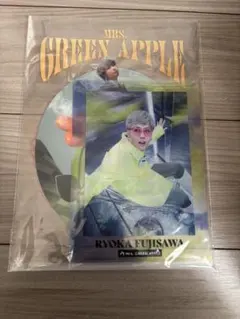 MRS.
GREEN APPLE
RYOKA FUJISAWA